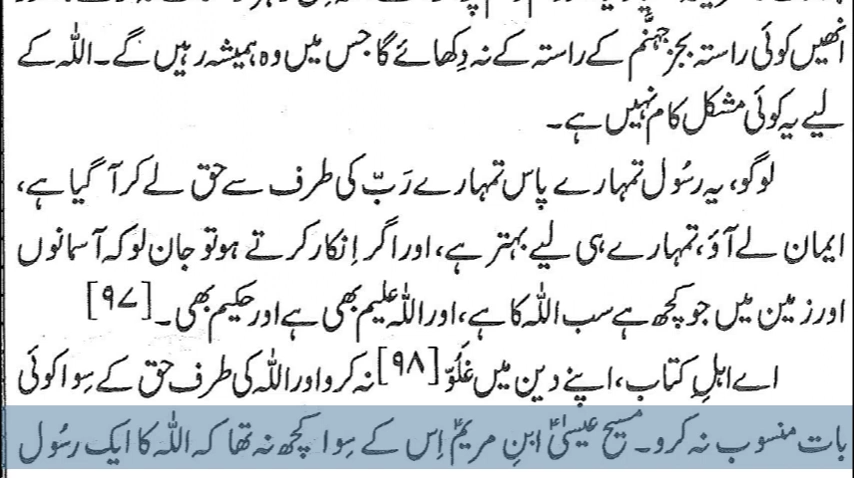 انھیں کوئی راستہ بجز جہنّم کے راستہ کے نہ دِکھائے گا جس میں وہ ہمیشہ رہیں گے۔ اللہ کے
لیے یہ کوئی مشکل کام نہیں ہے۔
لوگو، یہ رسُول تمہارے پاس تمہارے رَبّ کی طرف سے حق لے کر آ گیا ہے،
ایمان لے آؤ، تمہارے ہی لیے بہتر ہے، اور اگر اِنکار کرتے ہو تو جان لو کہ آسمانوں
اور زمین میں جو کچھ ہے سب اللہ کا ہے، اور اللہ علیم بھی ہے اور حکیم بھی۔[۹۷]
اے اہلِ کتاب، اپنے دین میں غُلُوّ[۹۸] نہ کرو اور اللہ کی طرف حق کے سِوا کوئی
بات منسوب نہ کرو۔ مسیح عیسیٰؑ ابنِ مریمؑ اِس کے سِوا کچھ نہ تھا کہ اللہ کا ایک رسُول